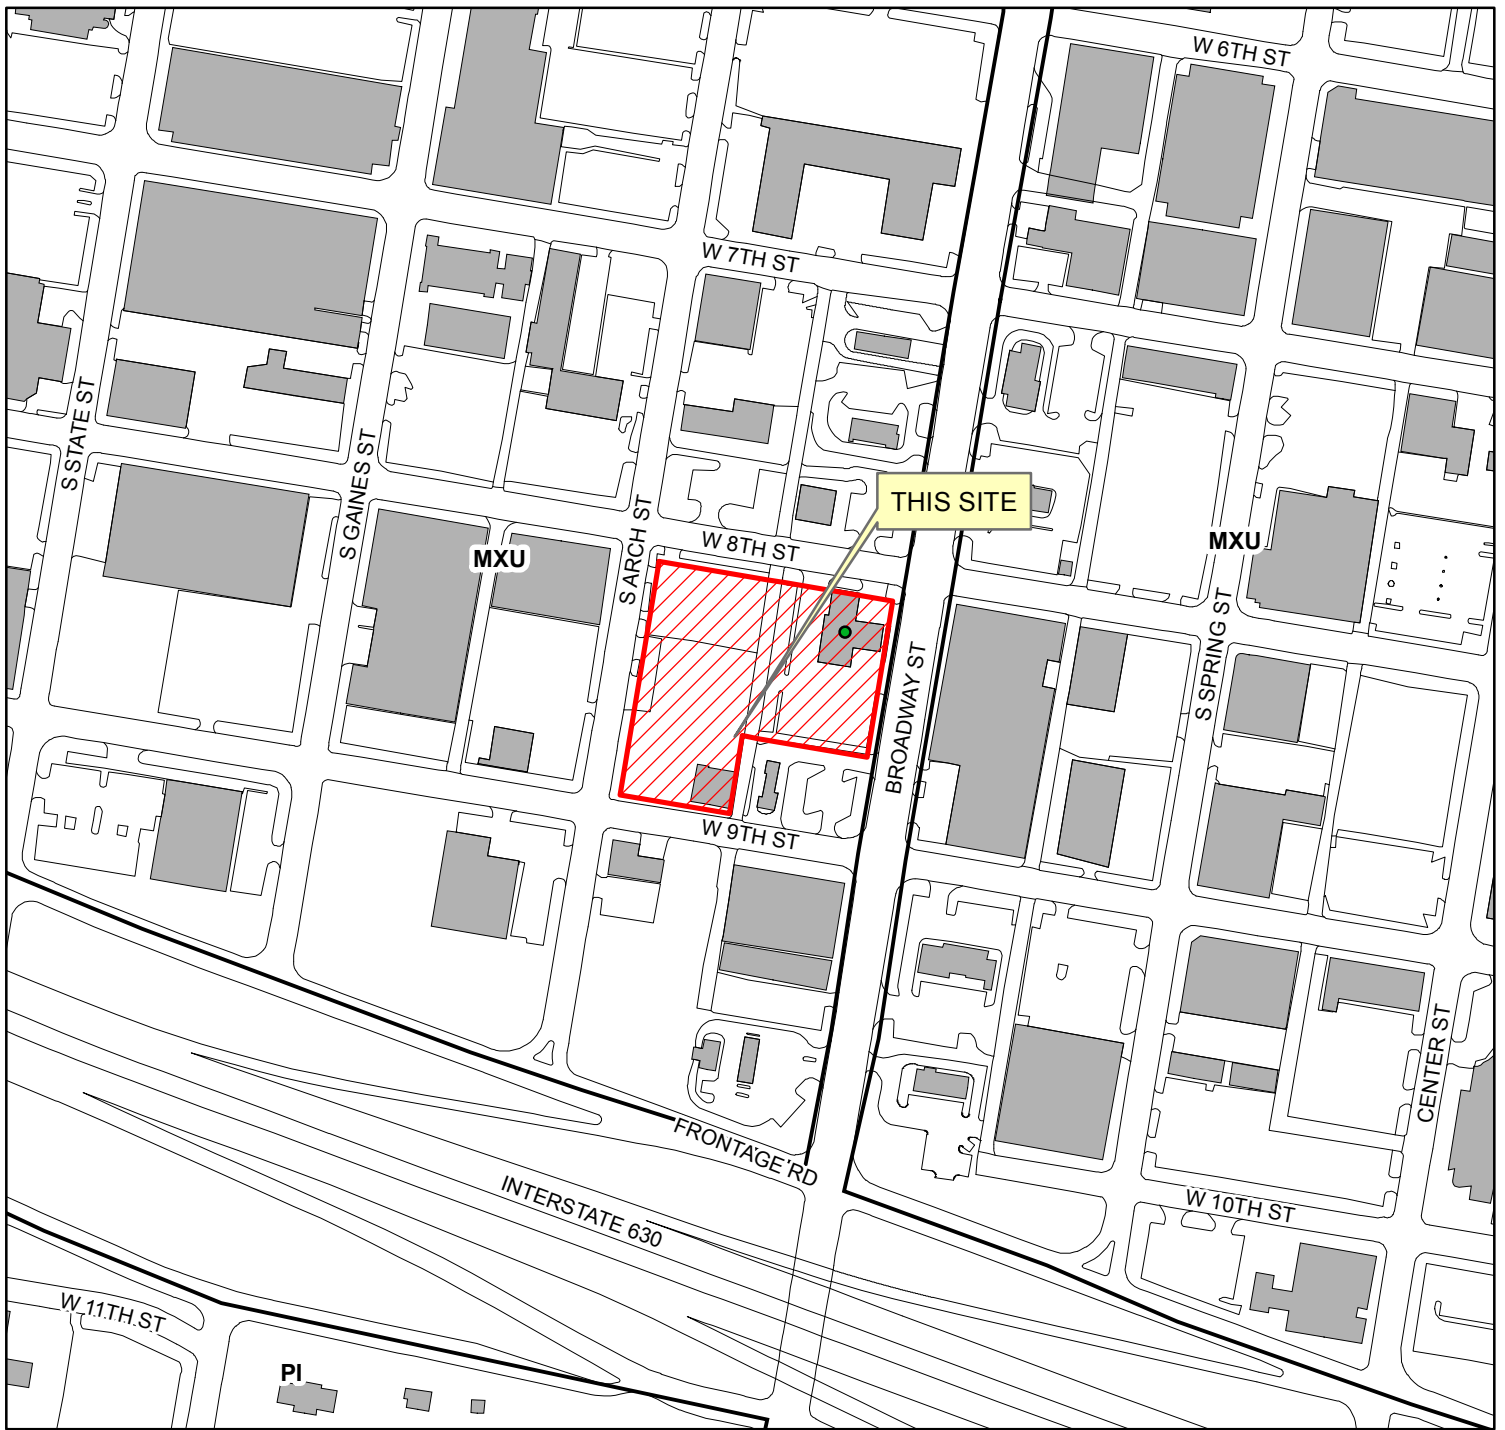 W 6TH ST
W 7TH ST
S STATE ST
S GAINES ST
S ARCH ST
THIS SITE
W 8TH ST
MXU
MXU
S SPRING ST
BROADWAY ST
W 9TH ST
CENTER ST
FRONTAGE RD
INTERSTATE 630
W 10TH ST
W 11TH ST
PI